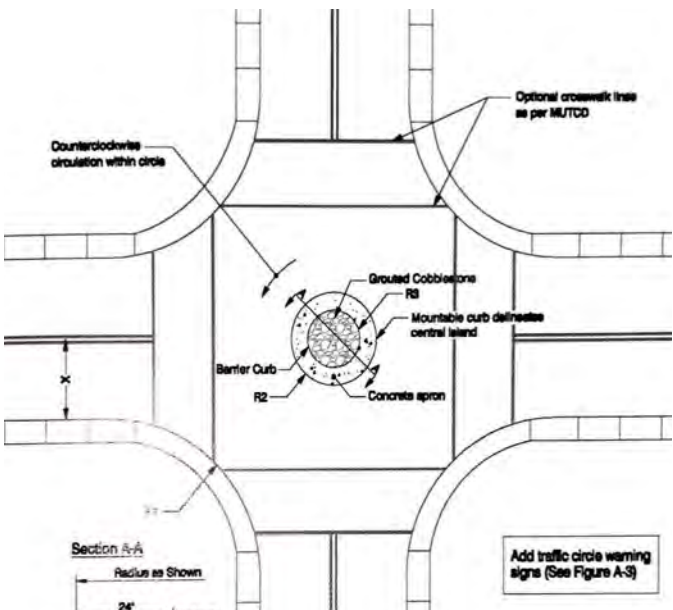 Optional crosswalk lines
as per MUTCD
Counterclockwise
circulation within circle
Grouted Cobblestone
R3
Mountable curb delineates
central island
Barrier Curb
R2
Concrete apron
X
Section A-A
Radius as Shown
24"
Add traffic circle warning
signs (See Figure A-3)